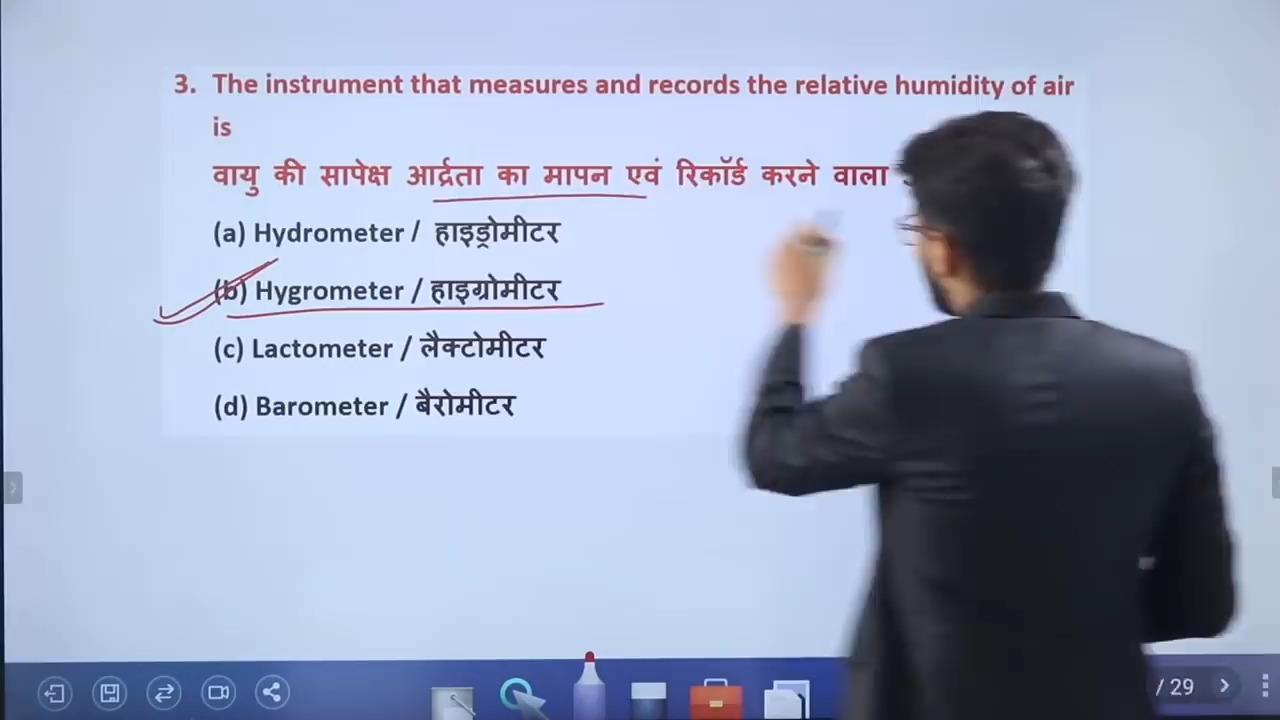 3. The instrument that measures and records the relative humidity of air
is
वायु की सापेक्ष आर्द्रता का मापन एवं रिकॉर्ड करने वाला
(a) Hydrometer / हाइड्रोमीटर
(b) Hygrometer / हाइग्रोमीटर
(c) Lactometer / लैक्टोमीटर
(d) Barometer / बैरोमीटर
/ 29